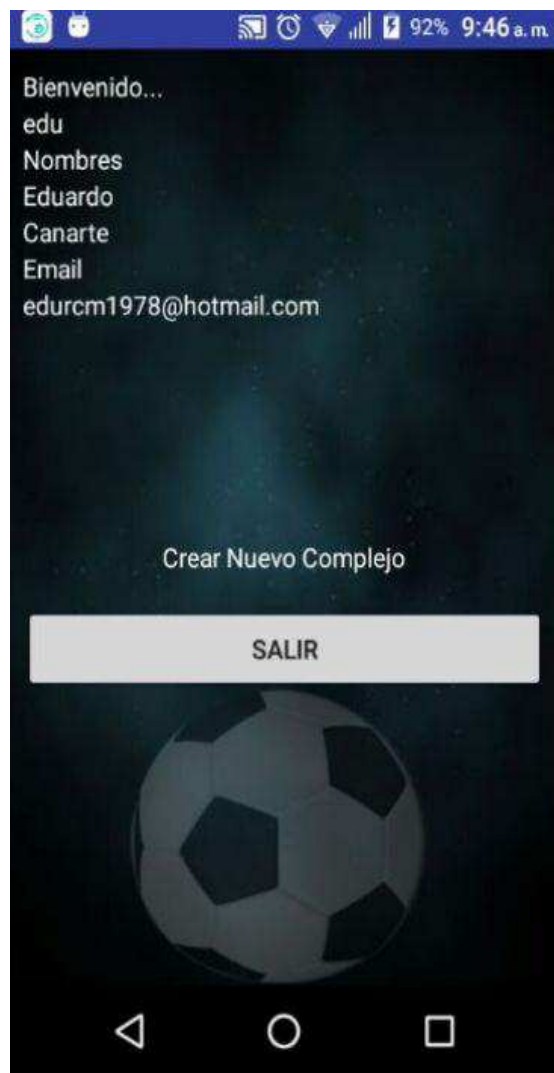 92% 9:46 a. m.
Bienvenido...
edu
Nombres
Eduardo
Canarte
Email
edurcm1978@hotmail.com
Crear Nuevo Complejo
SALIR